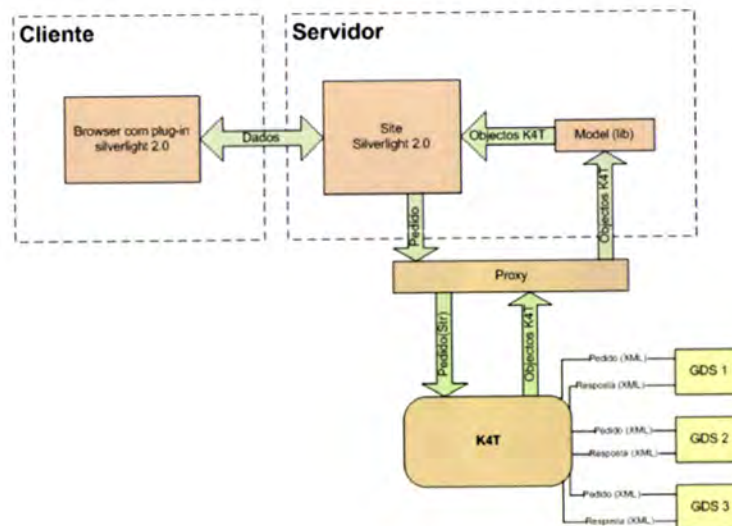 Cliente
Servidor
Browser com plug-in
silverlight 2.0
Dados
Site
Silverlight 2.0
Objectos K4T
Model (lib)
Pedido
Objectos K4T
Proxy
Pedido(Str)
Objectos K4T
K4T
Pedido (XML)
Resposta (XML)
GDS 1
Pedido (XML)
Resposta (XML)
GDS 2
Pedido (XML)
Resposta (XML)
GDS 3